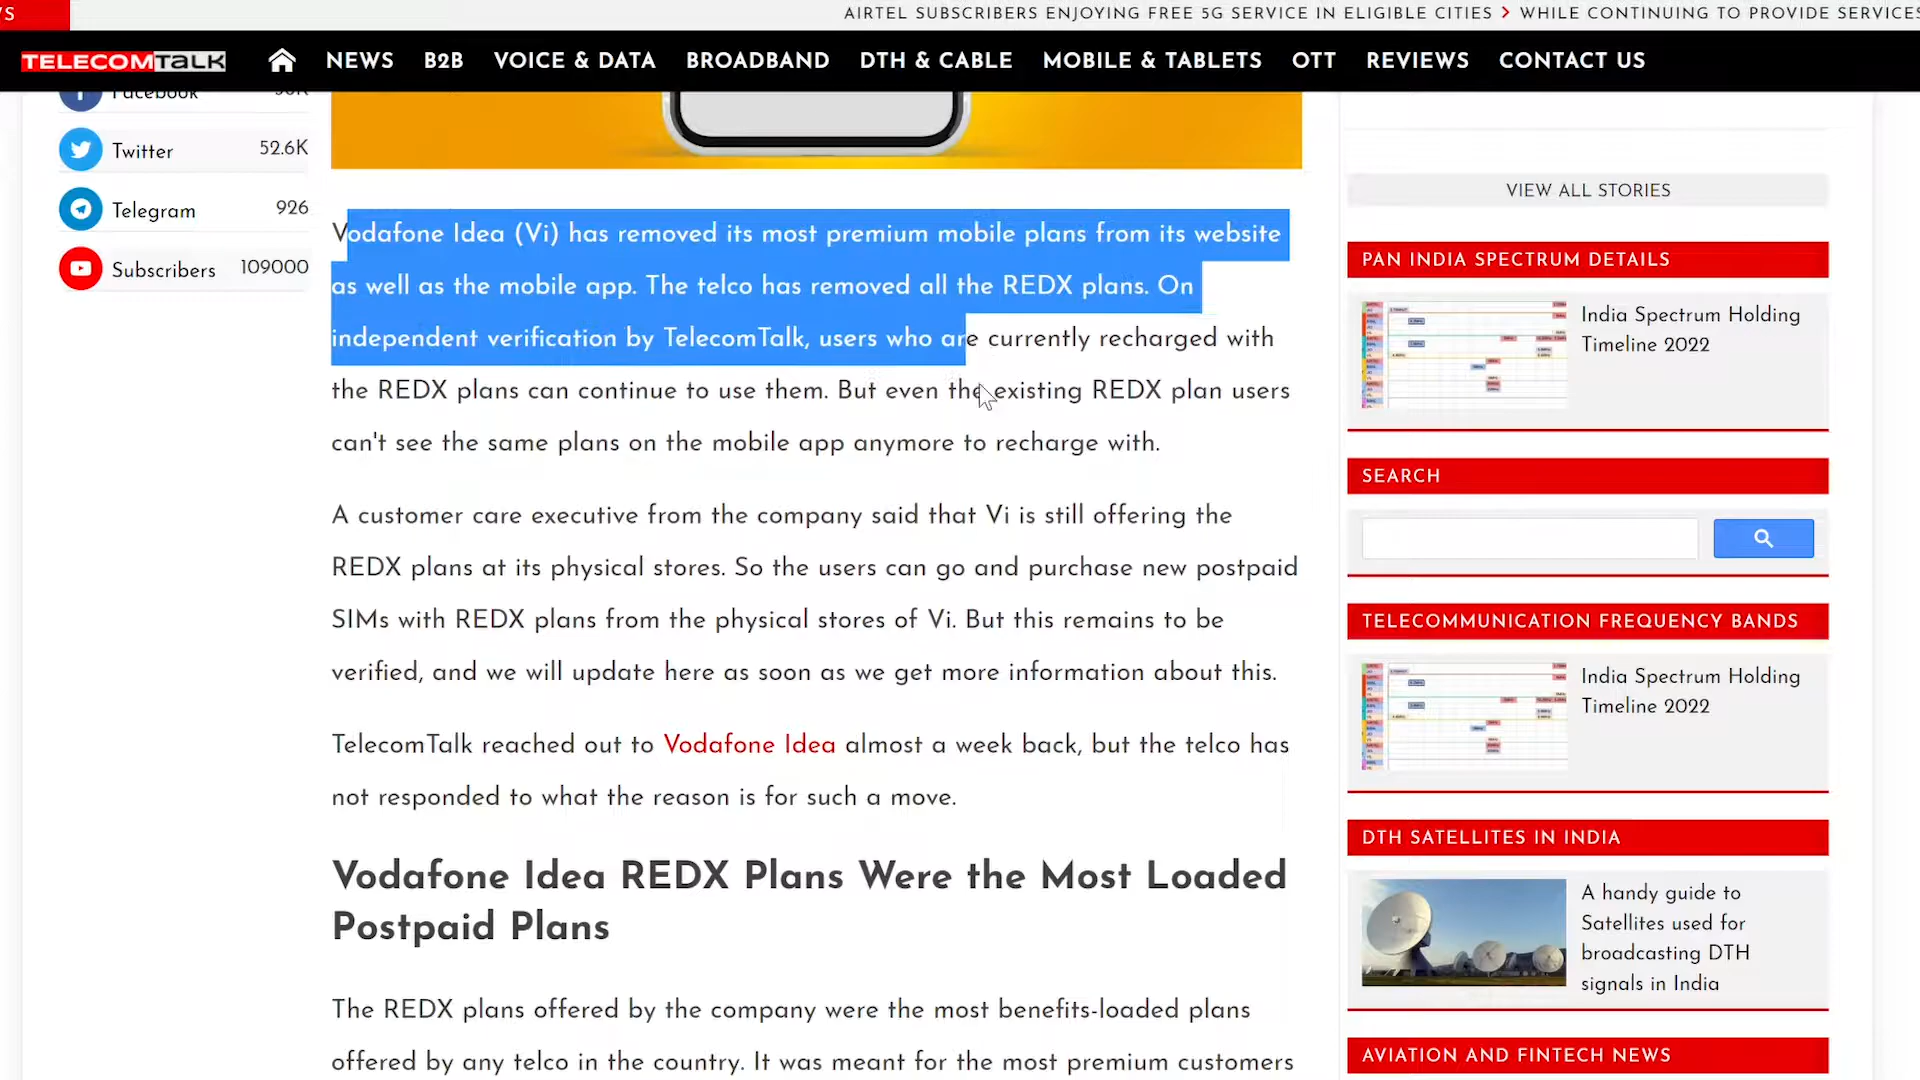 AIRTEL SUBSCRIBERS ENJOYING FREE 5G SERVICE IN ELIGIBLE CITIES > WHILE CONTINUING TO PROVIDE SERVICES
TELECOMTALK
NEWS
B2B
VOICE & DATA
BROADBAND
DTH & CABLE
MOBILE & TABLETS
OTT
REVIEWS
CONTACT US
Facebook
Twitter 52.6K
Telegram 926
Subscribers 109000
Vodafone Idea (Vi) has removed its most premium mobile plans from its website
as well as the mobile app. The telco has removed all the REDX plans. On
independent verification by TelecomTalk, users who are currently recharged with
the REDX plans can continue to use them. But even the existing REDX plan users
can't see the same plans on the mobile app anymore to recharge with.
A customer care executive from the company said that Vi is still offering the
REDX plans at its physical stores. So the users can go and purchase new postpaid
SIMs with REDX plans from the physical stores of Vi. But this remains to be
verified, and we will update here as soon as we get more information about this.
TelecomTalk reached out to Vodafone Idea almost a week back, but the telco has
not responded to what the reason is for such a move.
Vodafone Idea REDX Plans Were the Most Loaded
Postpaid Plans
The REDX plans offered by the company were the most benefits-loaded plans
offered by any telco in the country. It was meant for the most premium customers
VIEW ALL STORIES
PAN INDIA SPECTRUM DETAILS
India Spectrum Holding
Timeline 2022
SEARCH
TELECOMMUNICATION FREQUENCY BANDS
India Spectrum Holding
Timeline 2022
DTH SATELLITES IN INDIA
A handy guide to
Satellites used for
broadcasting DTH
signals in India
AVIATION AND FINTECH NEWS